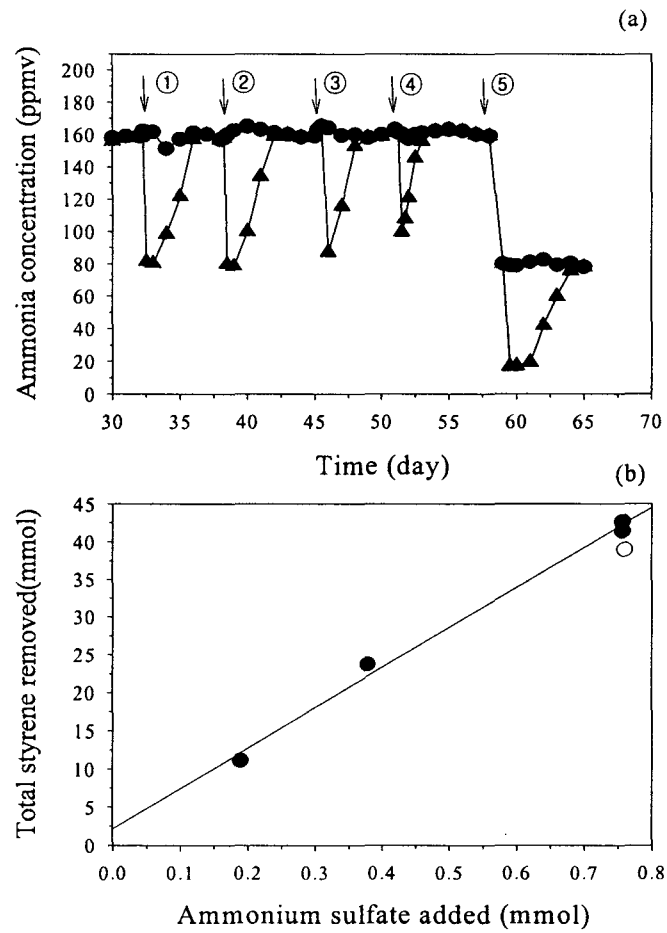 (a)
Ammonia concentration (ppmv)
200
180
160
140
120
100
80
60
40
20
0
① ② ③ ④ ⑤
30 35 40 45 50 55 60 65 70
Time (day)
(b)
Total styrene removed(mmol)
45
40
35
30
25
20
15
10
5
0
0.0 0.1 0.2 0.3 0.4 0.5 0.6 0.7 0.8
Ammonium sulfate added (mmol)